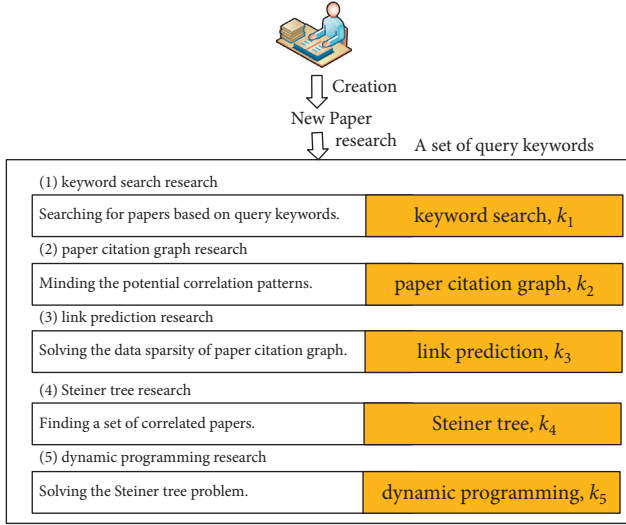 Creation
New Paper
research
A set of query keywords
(1) keyword search research
Searching for papers based on query keywords.
keyword search, k1
(2) paper citation graph research
Minding the potential correlation patterns.
paper citation graph, k2
(3) link prediction research
Solving the data sparsity of paper citation graph.
link prediction, k3
(4) Steiner tree research
Finding a set of correlated papers.
Steiner tree, k4
(5) dynamic programming research
Solving the Steiner tree problem.
dynamic programming, k5